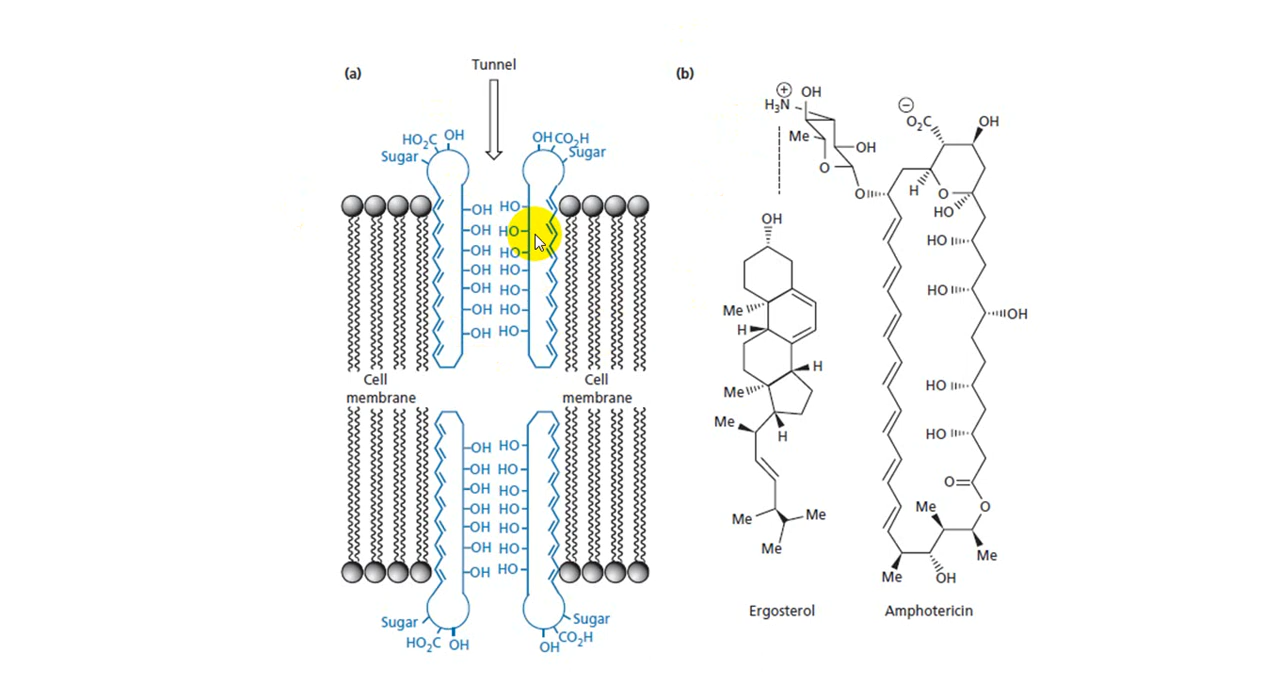 (a)
Tunnel
HO₂C OH
Sugar
OH CO₂H
Sugar
OH HO
OH HO
OH HO
OH HO
OH HO
OH HO
OH HO
Cell
membrane
Cell
membrane
OH HO
OH HO
OH HO
OH HO
OH HO
OH HO
OH HO
Sugar
HO₂C OH
Sugar
CO₂H
OH
(b)
⊕
H₃N
OH
Me
OH
O
O
⊖
O₂C
OH
H
O
HO
HO
HO
OH
HO
HO
O
O
Me
Me
Me
OH
OH
Me
H
H
Me
Me
H
Me
Me
Me
Ergosterol
Amphotericin